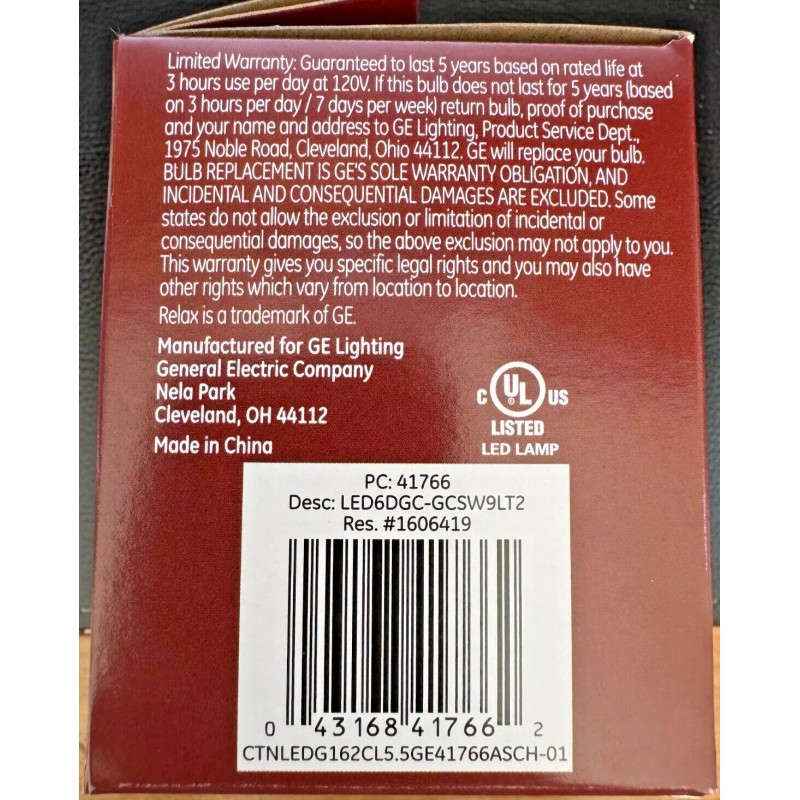 Limited Warranty: Guaranteed to last 5 years based on rated life at
3 hours use per day at 120V. If this bulb does not last for 5 years (based
on 3 hours per day / 7 days per week) return bulb, proof of purchase
and your name and address to GE Lighting, Product Service Dept.,
1975 Noble Road, Cleveland, Ohio 44112. GE will replace your bulb.
BULB REPLACEMENT IS GE'S SOLE WARRANTY OBLIGATION, AND
INCIDENTAL AND CONSEQUENTIAL DAMAGES ARE EXCLUDED. Some
states do not allow the exclusion or limitation of incidental or
consequential damages, so the above exclusion may not apply to you.
This warranty gives you specific legal rights and you may also have
other rights which vary from location to location.
Relax is a trademark of GE.
Manufactured for GE Lighting
General Electric Company
Nela Park
Cleveland, OH 44112
Made in China
C UL ® US
LISTED
LED LAMP
PC: 41766
Desc: LED6DGC-GCSW9LT2
Res. #1606419
0 43168 41766 2
CTNLEDG162CL5.5GE41766ASCH-01